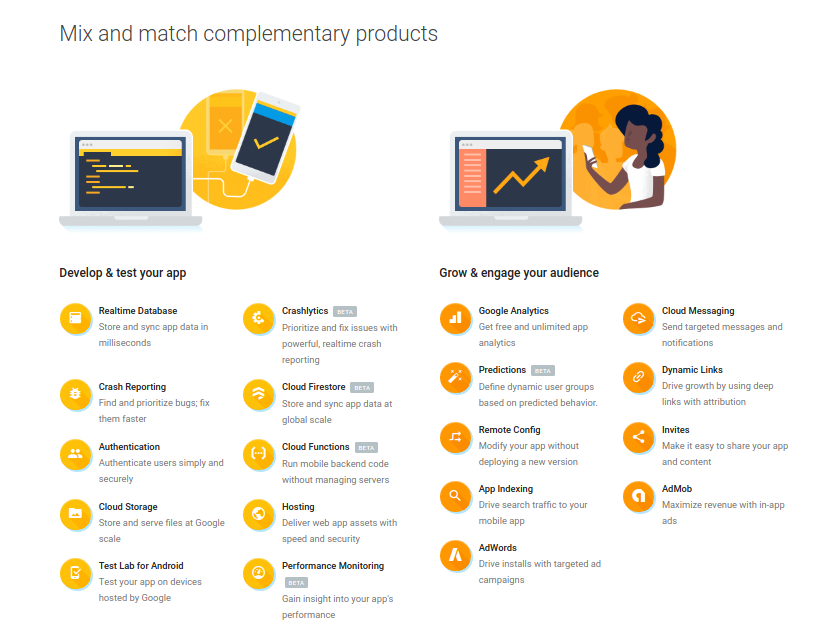 Mix and match complementary products
Develop & test your app
Realtime Database
Store and sync app data in
milliseconds
Crash Reporting
Find and prioritize bugs; fix
them faster
Authentication
Authenticate users simply and
securely
Cloud Storage
Store and serve files at Google
scale
Test Lab for Android
Test your app on devices
hosted by Google
Crashlytics BETA
Prioritize and fix issues with
powerful, realtime crash
reporting
Cloud Firestore BETA
Store and sync app data at
global scale
Cloud Functions BETA
Run mobile backend code
without managing servers
Hosting
Deliver web app assets with
speed and security
Performance Monitoring
BETA
Gain insight into your app's
performance
Grow & engage your audience
Google Analytics
Get free and unlimited app
analytics
Predictions BETA
Define dynamic user groups
based on predicted behavior.
Remote Config
Modify your app without
deploying a new version
App Indexing
Drive search traffic to your
mobile app
AdWords
Drive installs with targeted ad
campaigns
Cloud Messaging
Send targeted messages and
notifications
Dynamic Links
Drive growth by using deep
links with attribution
Invites
Make it easy to share your app
and content
AdMob
Maximize revenue with in-app
ads